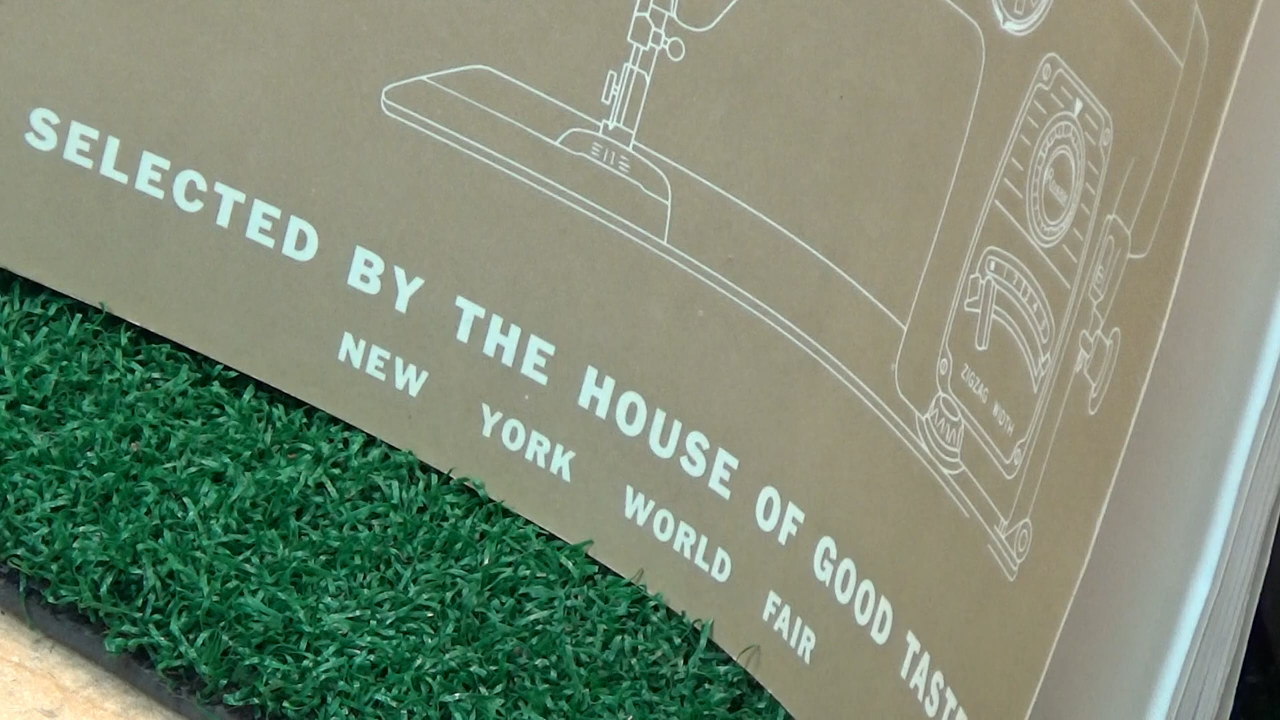 ZIGZAG WIDTH
SELECTED BY THE HOUSE OF GOOD TASTE
NEW YORK WORLD FAIR